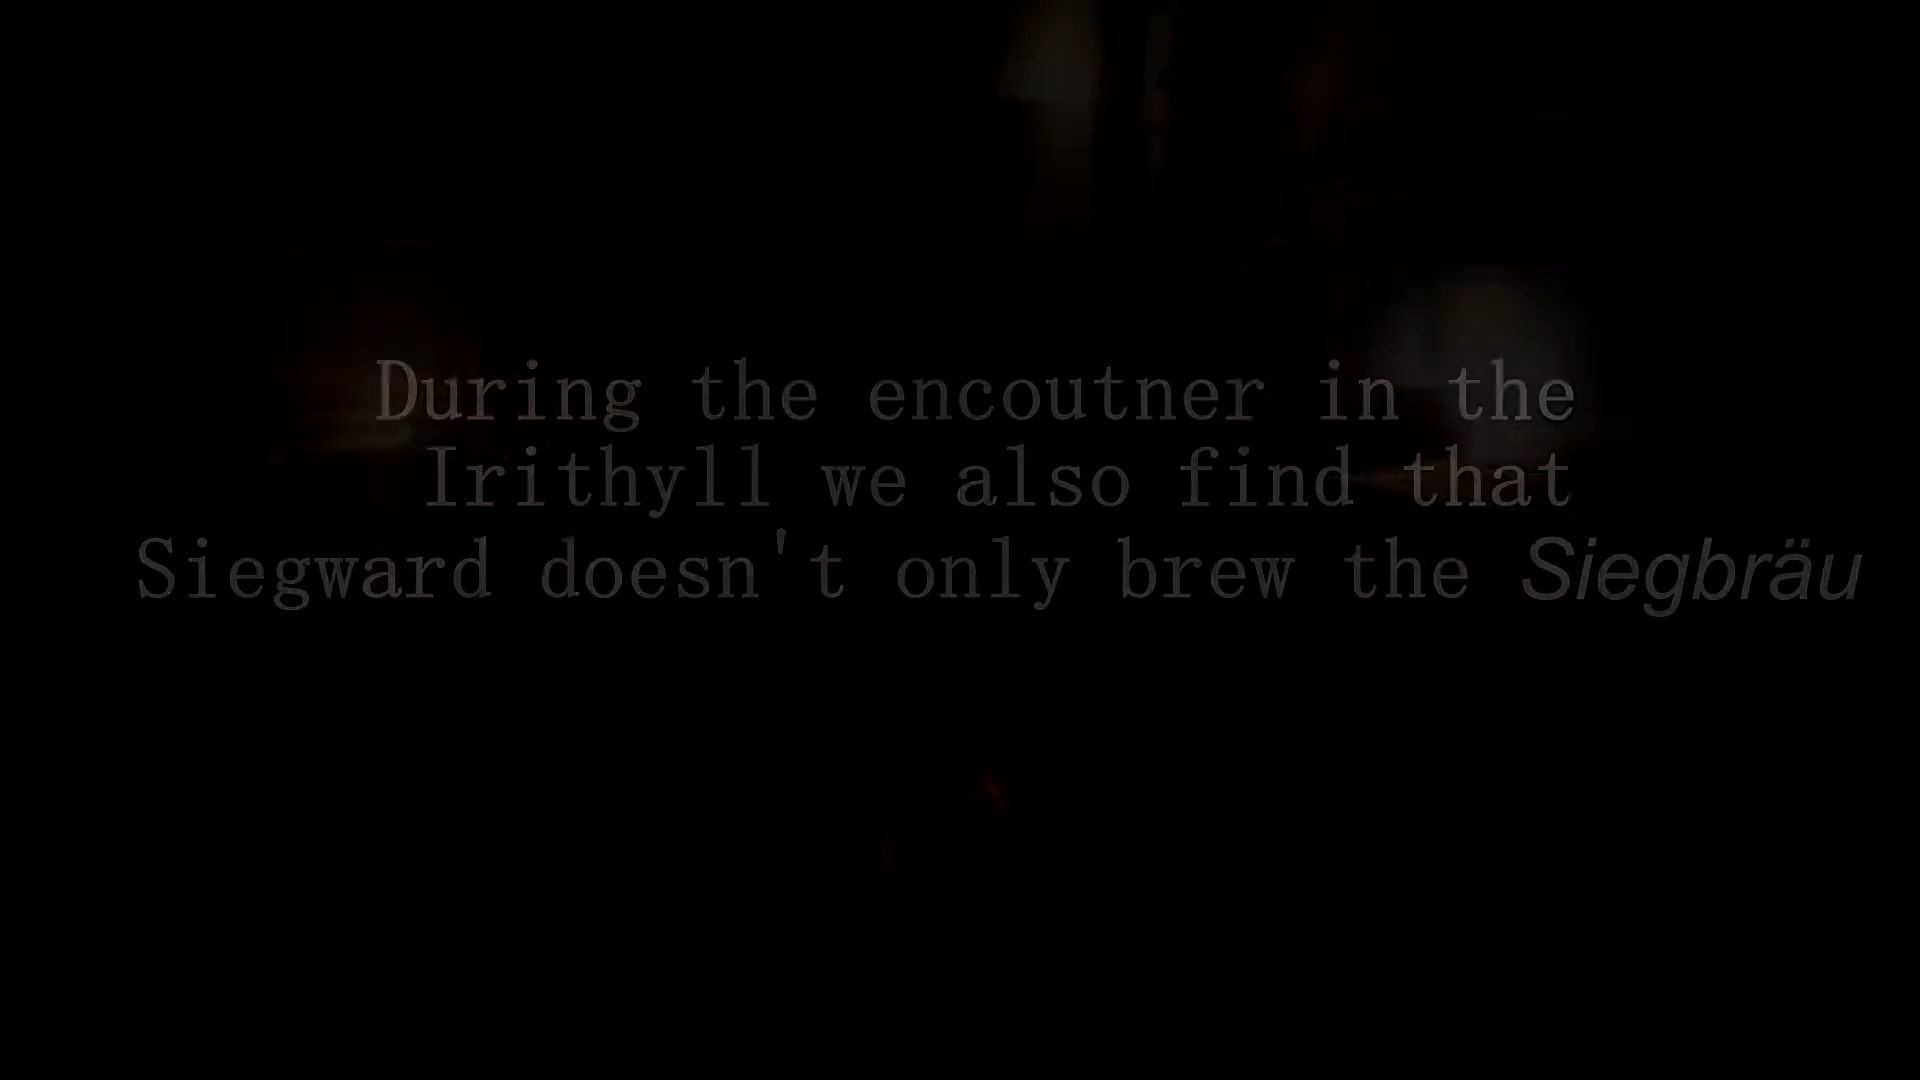 During the encoutner in the
Irithyll we also find that
Siegward doesn't only brew the Siegbräu